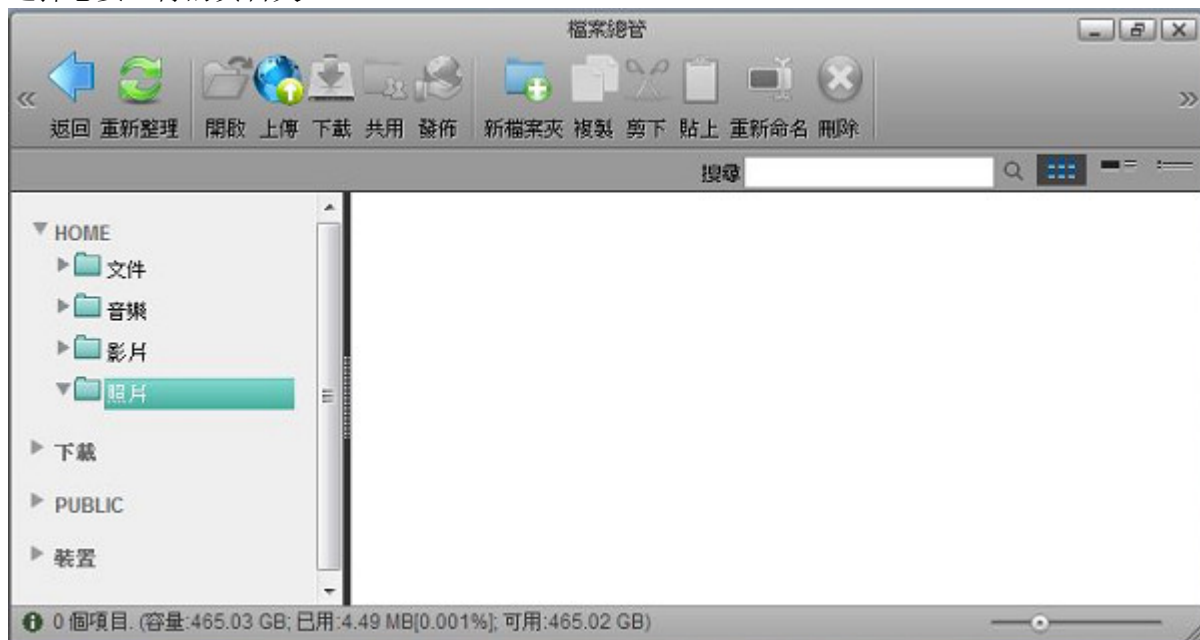 檔案總管
返回 重新整理 開啟 上傳 下載 共用 發佈 新檔案夾 複製 剪下 貼上 重新命名 刪除
搜尋
HOME
文件
音樂
影片
照片
下載
PUBLIC
裝置
0 個項目. (容量:465.03 GB; 已用:4.49 MB[0.001%]; 可用:465.02 GB)